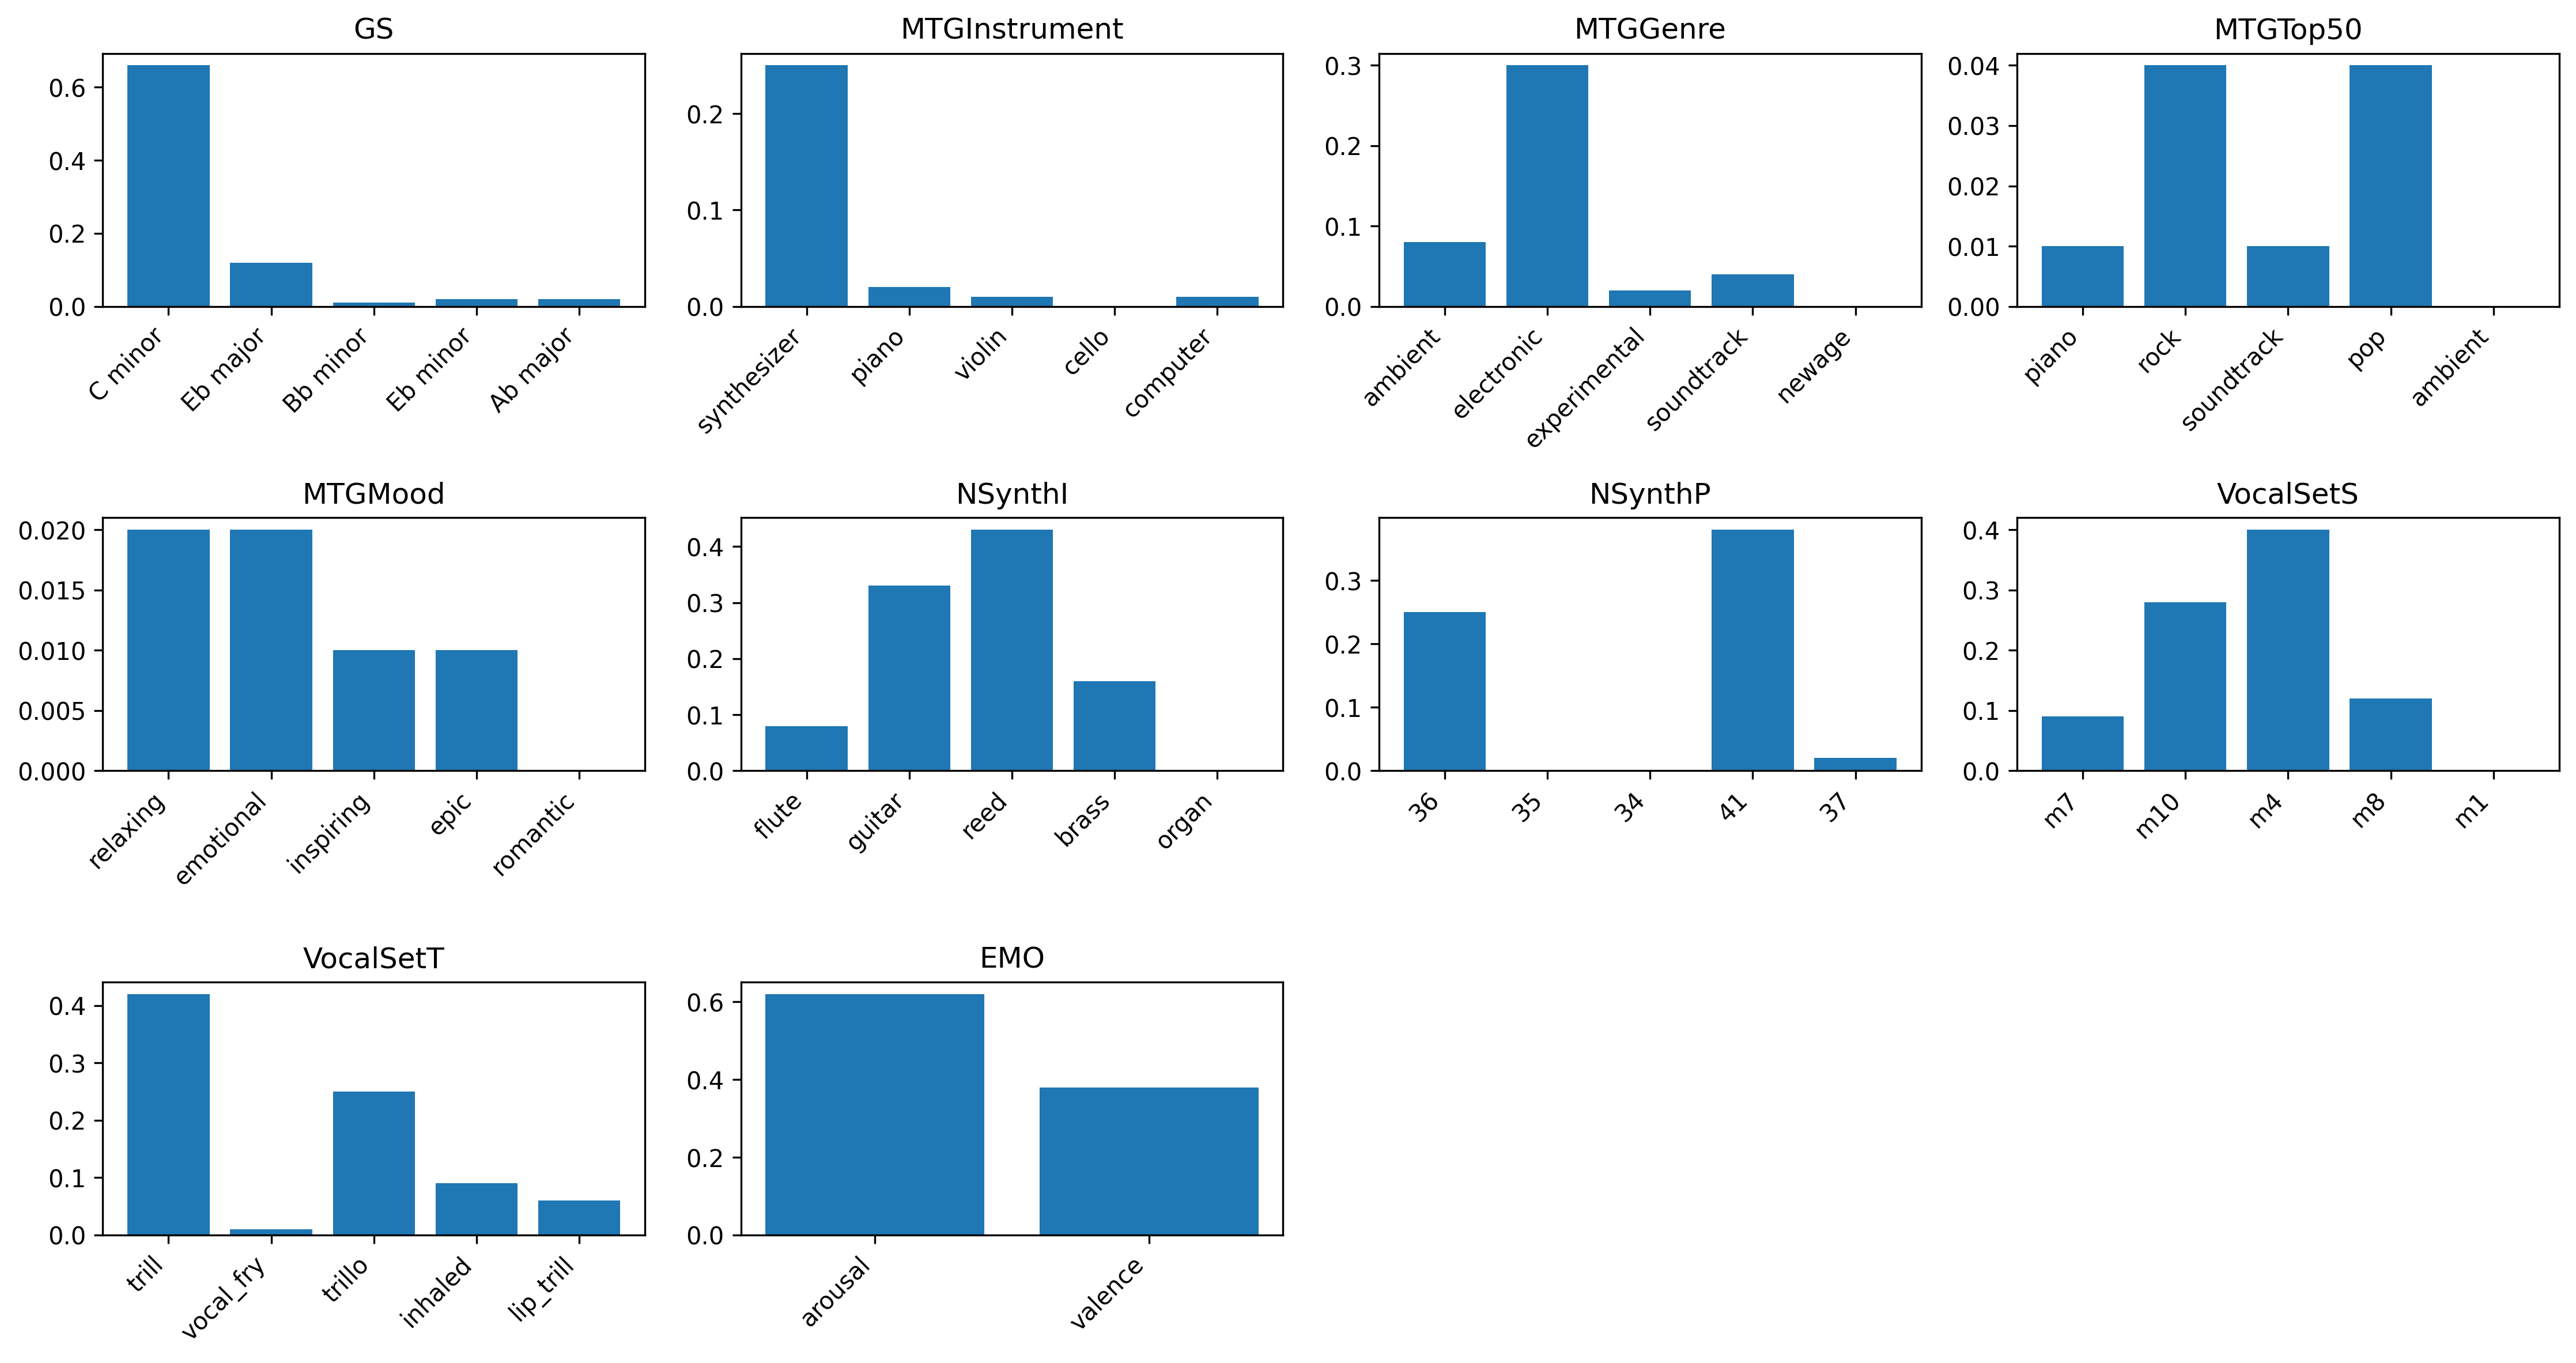 GS
0.6
0.4
0.2
0.0
C minor
Eb major
Bb minor
Eb minor
Ab major
MTGInstrument
0.2
0.1
0.0
synthesizer
piano
violin
cello
computer
MTGGenre
0.3
0.2
0.1
0.0
ambient
electronic
experimental
soundtrack
newage
MTGTop50
0.04
0.03
0.02
0.01
0.00
piano
rock
soundtrack
pop
ambient
MTGMood
0.020
0.015
0.010
0.005
0.000
relaxing
emotional
inspiring
epic
romantic
NSynthI
0.4
0.3
0.2
0.1
0.0
flute
guitar
reed
brass
organ
NSynthP
0.3
0.2
0.1
0.0
36
35
34
41
37
VocalSetS
0.4
0.3
0.2
0.1
0.0
m7
m10
m4
m8
m1
VocalSetT
0.4
0.3
0.2
0.1
0.0
trill
vocal_fry
trillo
inhaled
lip_trill
EMO
0.6
0.4
0.2
0.0
arousal
valence